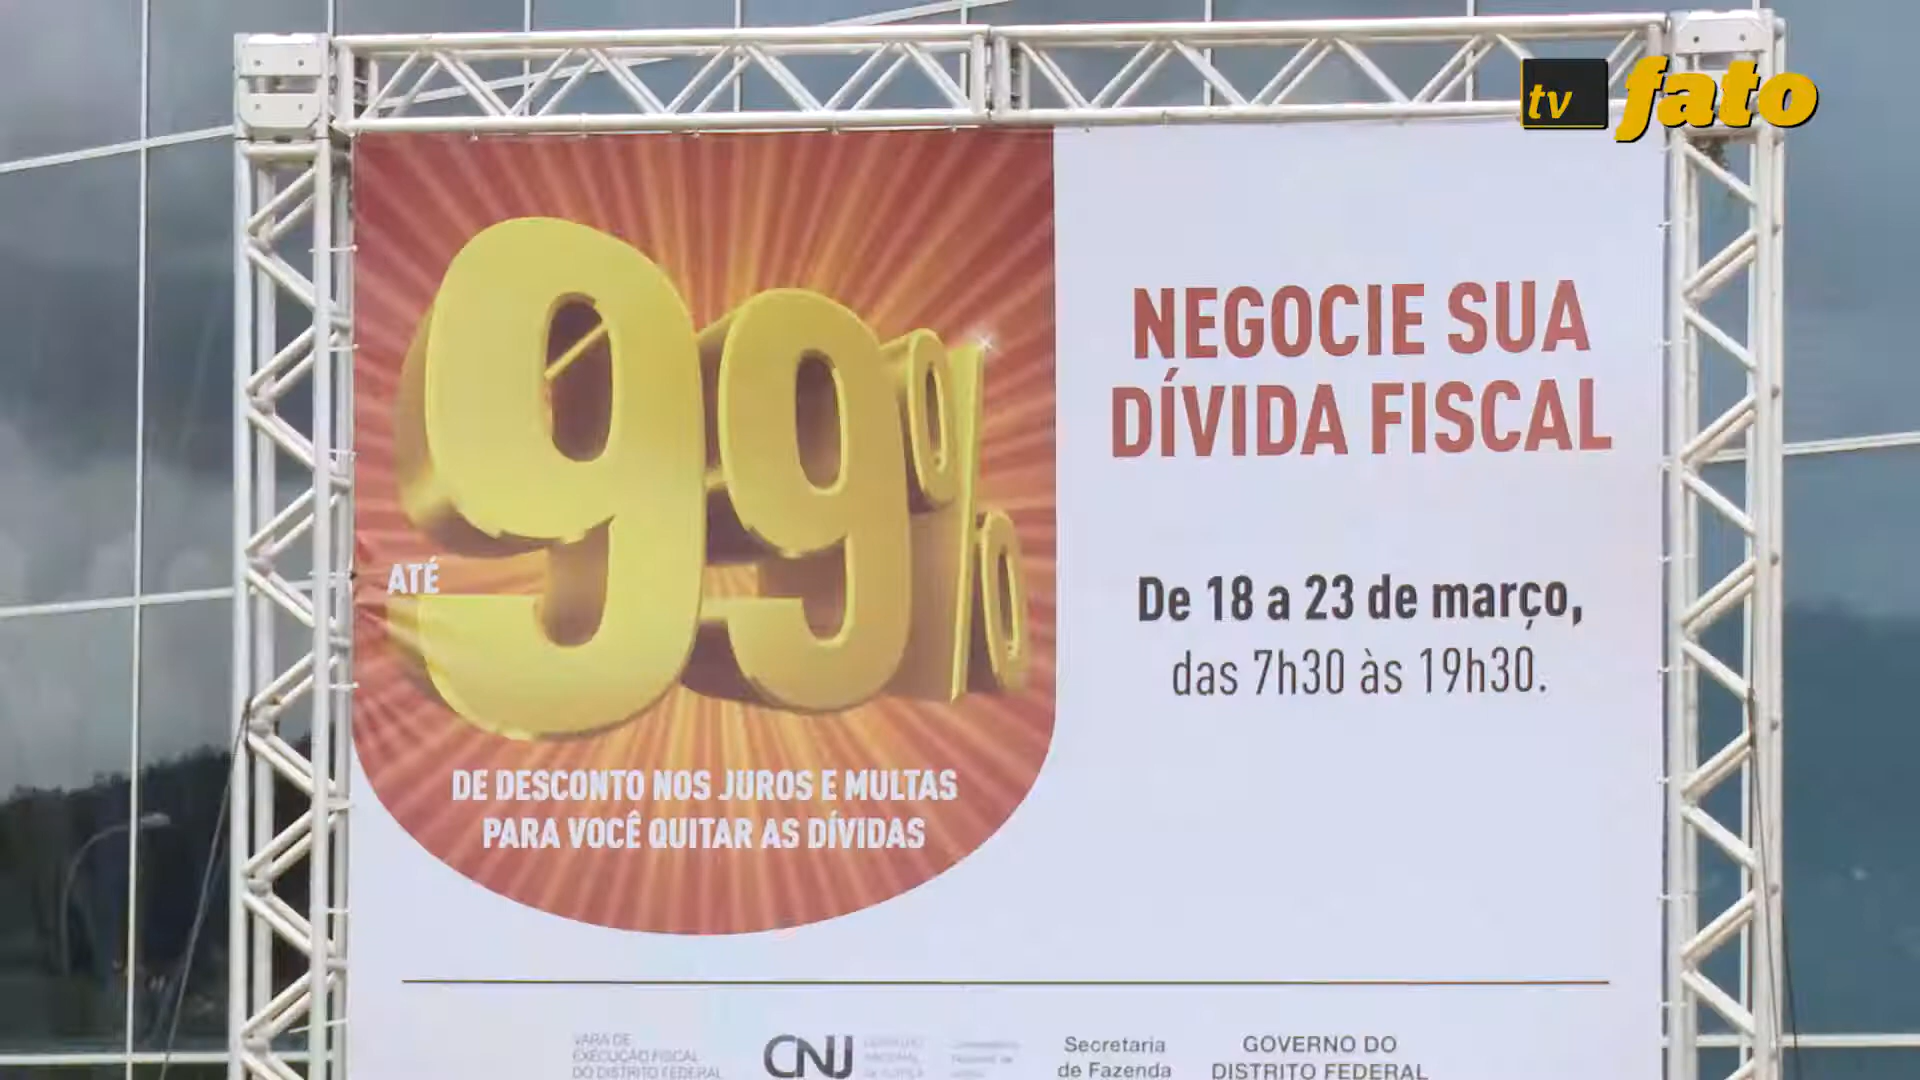 tv fato
99%
ATÉ
DE DESCONTO NOS JUROS E MULTAS
PARA VOCÊ QUITAR AS DÍVIDAS
NEGOCIE SUA
DÍVIDA FISCAL
De 18 a 23 de março,
das 7h30 às 19h30.
VARA DE
EXECUÇÃO FISCAL
DO DISTRITO FEDERAL
CNJ
Secretaria
de Fazenda
GOVERNO DO
DISTRITO FEDERAL